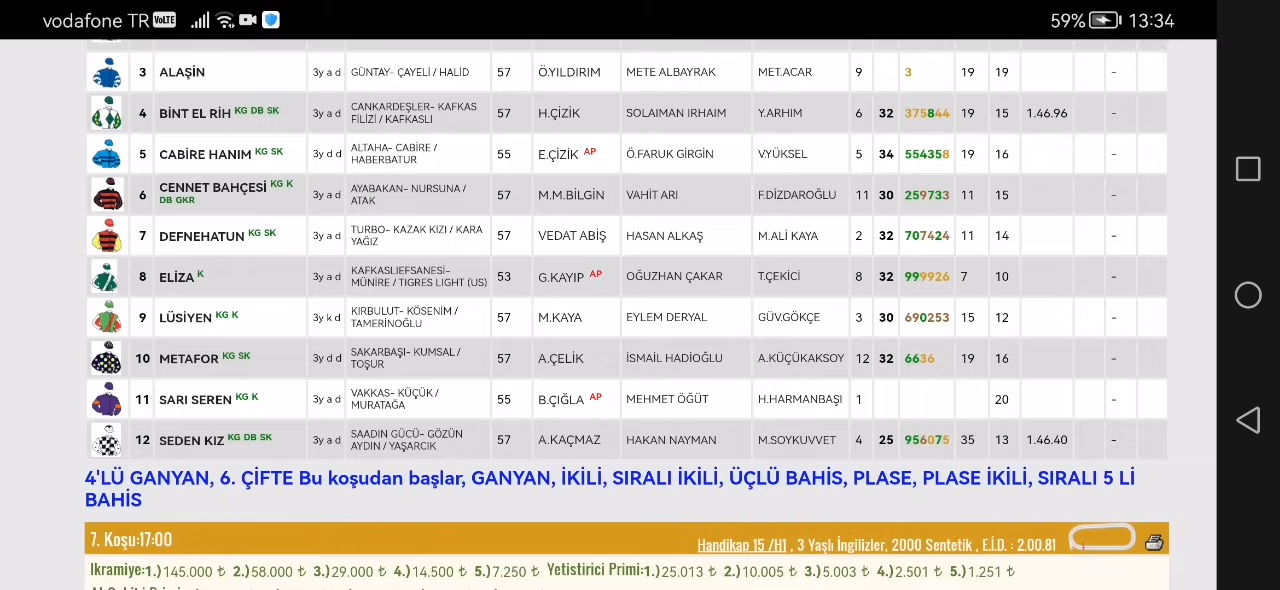 vodafone TR VoLTE 59% 13:34
3 ALAŞİN 3y a d GÜNTAY- ÇAYELİ / HALİD 57 Ö.YILDIRIM METE ALBAYRAK MET.ACAR 9 3 19 19 -
4 BİNT EL RİH KG DB SK 3y a d CANKARDEŞLER- KAFKAS FİLİZİ / KAFKASLI 57 H.ÇİZİK SOLAIMAN IRHAIM Y.ARHIM 6 32 375844 19 15 1.46.96 -
5 CABİRE HANIM KG SK 3y d d ALTAHA- CABİRE / HABERBATUR 55 E.ÇİZİK AP Ö.FARUK GİRGİN V.YÜKSEL 5 34 554358 19 16 -
6 CENNET BAHÇESİ KG K DB GKR 3y a d AYABAKAN- NURSUNA / ATAK 57 M.M.BİLGİN VAHİT ARI F.DİZDAROĞLU 11 30 259733 11 15 -
7 DEFNEHATUN KG SK 3y a d TURBO- KAZAK KIZI / KARA YAĞIZ 57 VEDAT ABİŞ HASAN ALKAŞ M.ALİ KAYA 2 32 707424 11 14 -
8 ELİZA K 3y a d KAFKASLIEFSANESİ- MÜNİRE / TIGRES LIGHT (US) 53 G.KAYIP AP OĞUZHAN ÇAKAR T.ÇEKİCİ 8 32 999926 7 10 -
9 LÜSİYEN KG K 3y k d KIRBULUT- KÖSENİM / TAMERİNOĞLU 57 M.KAYA EYLEM DERYAL GÜV.GÖKÇE 3 30 690253 15 12 -
10 METAFOR KG SK 3y d d SAKARBAŞI- KUMSAL / TOŞUR 57 A.ÇELİK İSMAİL HADİOĞLU A.KÜÇÜKAKSOY 12 32 6636 19 16 -
11 SARI SEREN KG K 3y a d VAKKAS- KÜÇÜK / MURATAĞA 55 B.ÇIĞLA AP MEHMET ÖĞÜT H.HARMANBAŞI 1 20 -
12 SEDEN KIZ KG DB SK 3y a d SAADIN GÜCÜ- GÖZÜN AYDIN / YAŞARCIK 57 A.KAÇMAZ HAKAN NAYMAN M.SOYKUVVET 4 25 956075 35 13 1.46.40 -
4'LÜ GANYAN, 6. ÇİFTE Bu koşudan başlar, GANYAN, İKİLİ, SIRALI İKİLİ, ÜÇLÜ BAHİS, PLASE, PLASE İKİLİ, SIRALI 5 Lİ
BAHİS
7. Koşu:17:00
Handikap 15 /H1 , 3 Yaşlı İngilizler, 2000 Sentetik , E.İ.D. : 2.00.81
Ikramiye:1.)145.000 ₺ 2.)58.000 ₺ 3.)29.000 ₺ 4.)14.500 ₺ 5.)7.250 ₺ Yetistirici Primi:1.)25.013 ₺ 2.)10.005 ₺ 3.)5.003 ₺ 4.)2.501 ₺ 5.)1.251 ₺